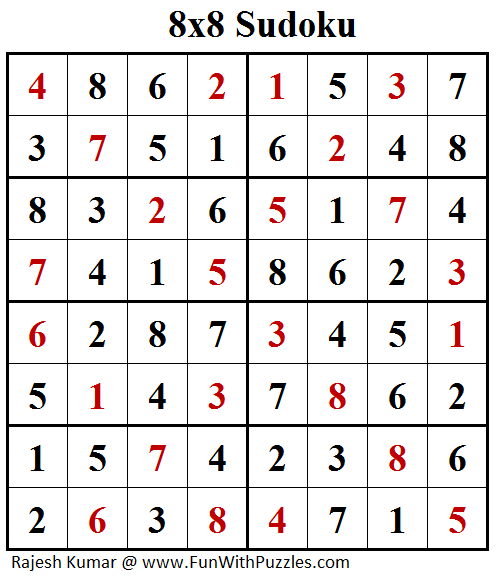 8x8 Sudoku
4 8 6 2 1 5 3 7
3 7 5 1 6 2 4 8
8 3 2 6 5 1 7 4
7 4 1 5 8 6 2 3
6 2 8 7 3 4 5 1
5 1 4 3 7 8 6 2
1 5 7 4 2 3 8 6
2 6 3 8 4 7 1 5
Rajesh Kumar @ www.FunWithPuzzles.com